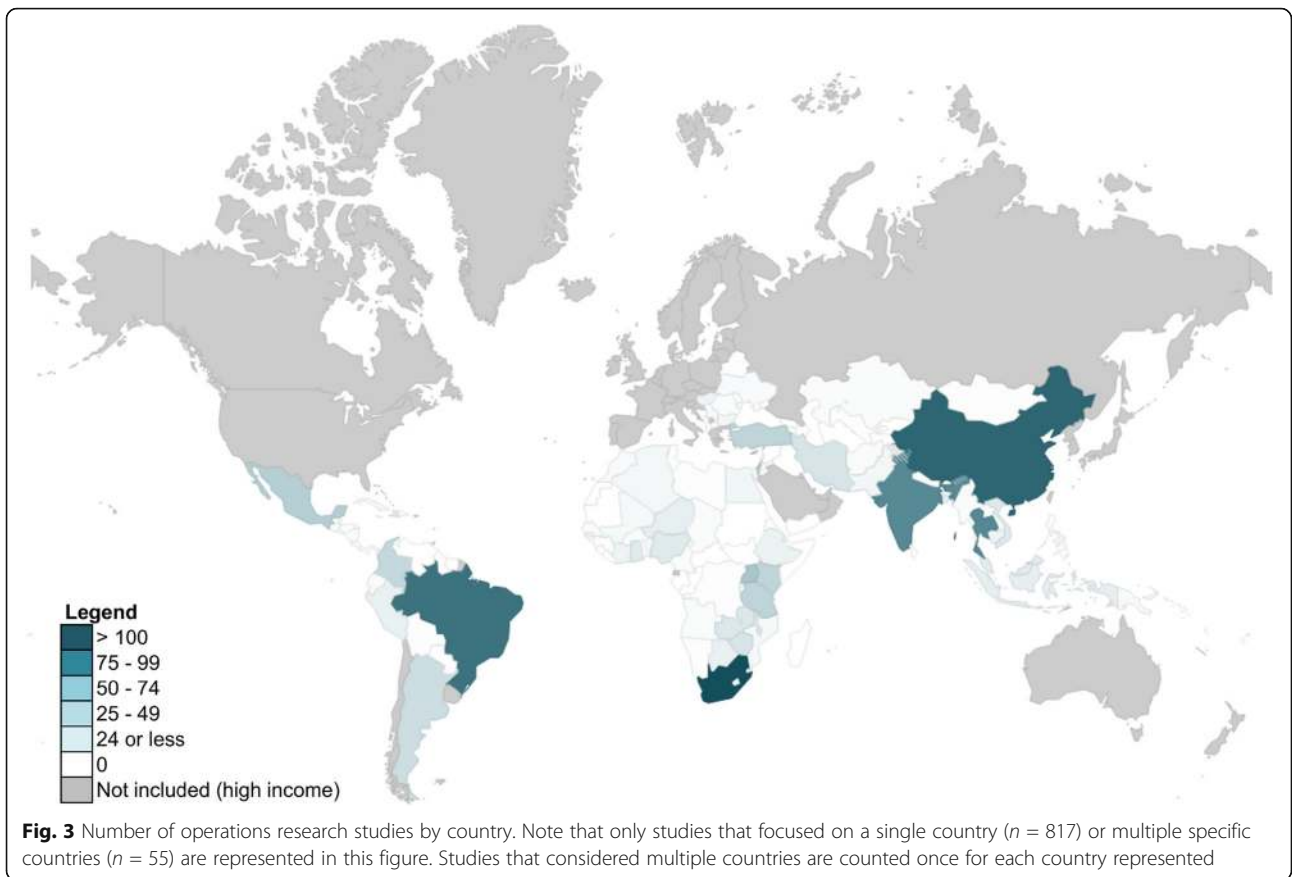 Legend
> 100
75 - 99
50 - 74
25 - 49
24 or less
0
Not included (high income)
Fig. 3 Number of operations research studies by country. Note that only studies that focused on a single country (n = 817) or multiple specific
countries (n = 55) are represented in this figure. Studies that considered multiple countries are counted once for each country represented